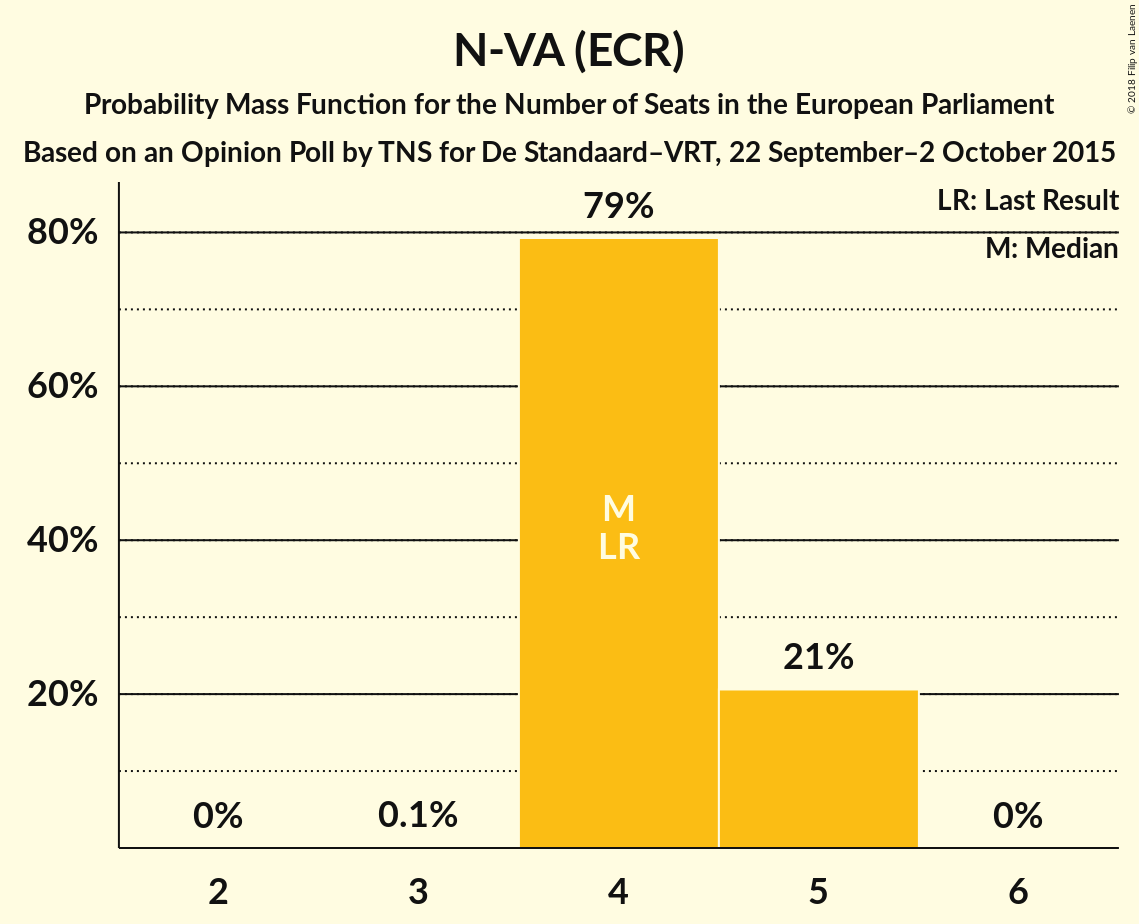 N-VA (ECR)
Probability Mass Function for the Number of Seats in the European Parliament
Based on an Opinion Poll by TNS for De Standaard–VRT, 22 September–2 October 2015
© 2018 Filip van Laenen
LR: Last Result
M: Median
80%
60%
40%
20%
0%
0.1%
79%
M
LR
21%
0%
2
3
4
5
6